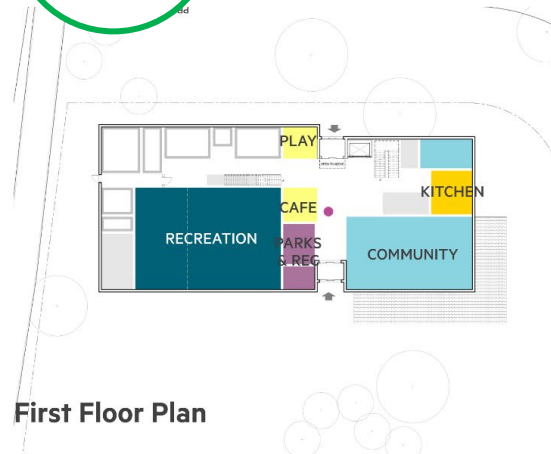 PLAY
KITCHEN
CAFE
RECREATION
PARKS
& REC
COMMUNITY
First Floor Plan